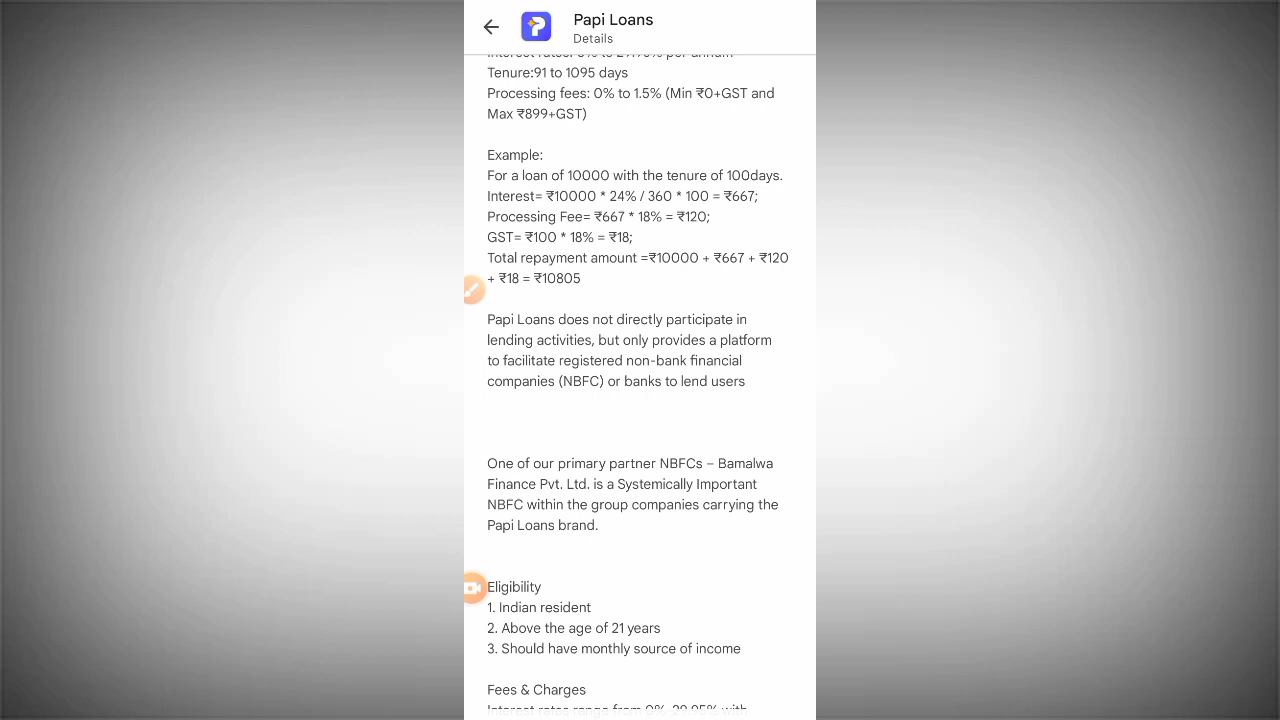 Papi Loans
Details
Tenure:91 to 1095 days
Processing fees: 0% to 1.5% (Min ₹0+GST and
Max ₹899+GST)
Example:
For a loan of 10000 with the tenure of 100days.
Interest= ₹10000 * 24% / 360 * 100 = ₹667;
Processing Fee= ₹667 * 18% = ₹120;
GST= ₹100 * 18% = ₹18;
Total repayment amount =₹10000 + ₹667 + ₹120
+ ₹18 = ₹10805
Papi Loans does not directly participate in
lending activities, but only provides a platform
to facilitate registered non-bank financial
companies (NBFC) or banks to lend users
One of our primary partner NBFCs – Bamalwa
Finance Pvt. Ltd. is a Systemically Important
NBFC within the group companies carrying the
Papi Loans brand.
Eligibility
1. Indian resident
2. Above the age of 21 years
3. Should have monthly source of income
Fees & Charges
Interest rates range from 0% with